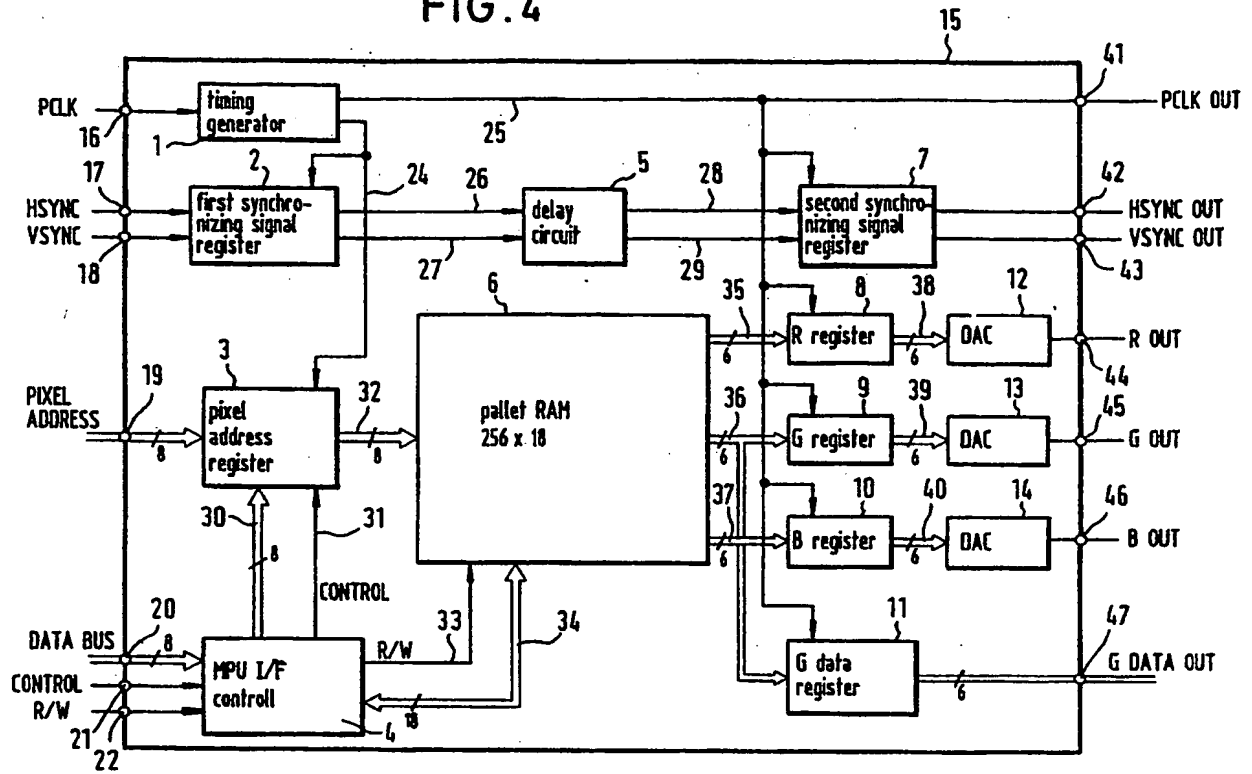 FIG. 4
15
41
PCLK
timing
generator
PCLK OUT
16
1
25
17
2
24
26
5
28
7
42
HSYNC
first synchro-
nizing signal
register
delay
circuit
second synchro-
nizing signal
register
HSYNC OUT
VSYNC
VSYNC OUT
18
27
29
43
6
35
8
38
12
R register
DAC
R OUT
6
6
44
3
PIXEL
ADDRESS
19
8
pixel
address
register
32
8
pallet RAM
256 x 18
36
6
9
G register
39
6
13
DAC
45
G OUT
30
8
31
37
6
10
B register
40
6
14
DAC
46
B OUT
CONTROL
33
34
20
DATA BUS
8
MPU I/F
controll
R/W
18
11
G data
register
6
47
G DATA OUT
CONTROL
R/W
21
22
4